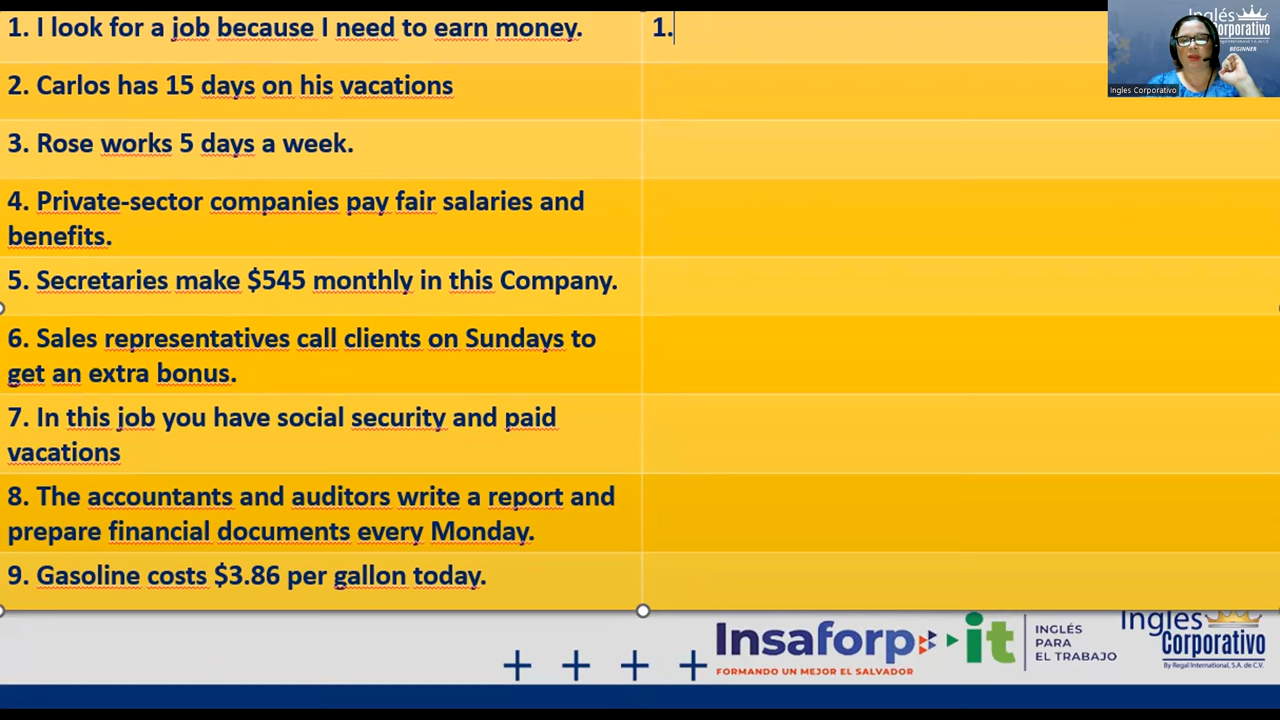 1. I look for a job because I need to earn money.
1.
2. Carlos has 15 days on his vacations
3. Rose works 5 days a week.
4. Private-sector companies pay fair salaries and
benefits.
5. Secretaries make $545 monthly in this Company.
6. Sales representatives call clients on Sundays to
get an extra bonus.
7. In this job you have social security and paid
vacations
8. The accountants and auditors write a report and
prepare financial documents every Monday.
9. Gasoline costs $3.86 per gallon today.
Inglés
Corporativo
BEGINNER
Ingles Corporativo
Insaforp
FORMANDO UN MEJOR EL SALVADOR
it
INGLÉS
PARA
EL TRABAJO
Ingles
Corporativo
By Regal International, S.A. de C.V.